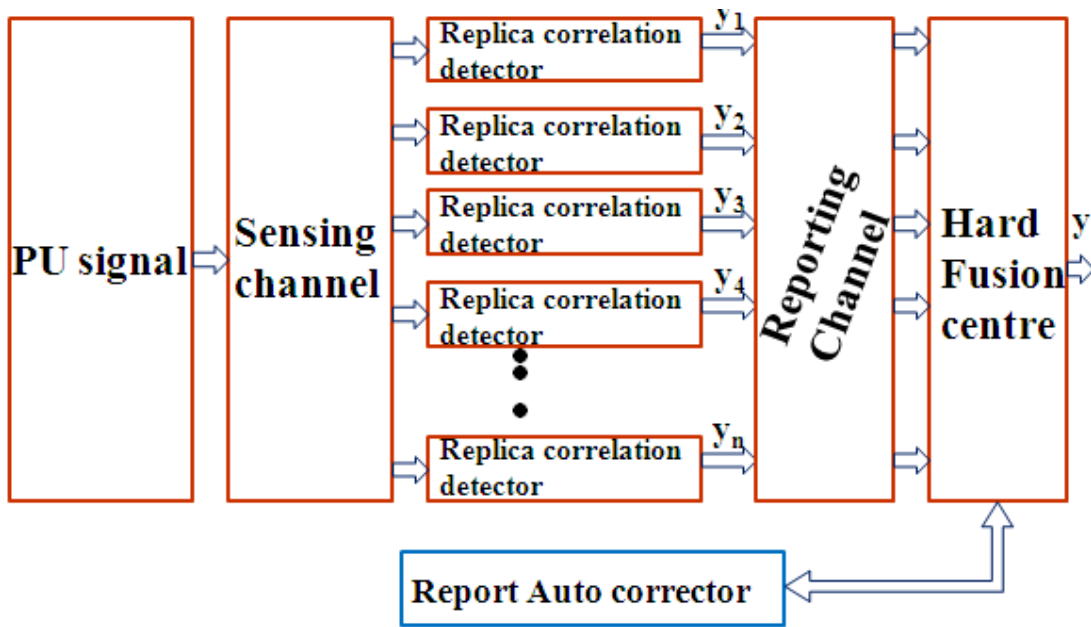 PU signal
Sensing
channel
Replica correlation
detector
y1
Replica correlation
detector
y2
Replica correlation
detector
y3
Replica correlation
detector
y4
Replica correlation
detector
yn
Reporting
Channel
Hard
Fusion
centre
y
Report Auto corrector